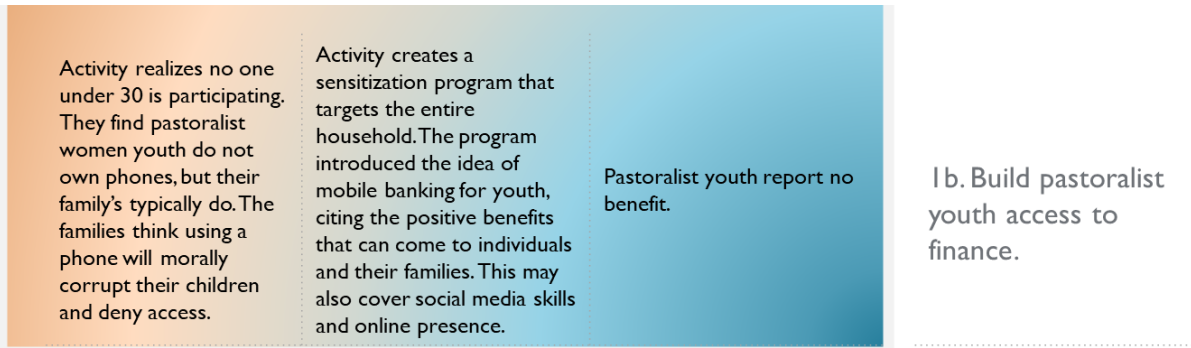 Activity realizes no one
under 30 is participating.
They find pastoralist
women youth do not
own phones, but their
family's typically do. The
families think using a
phone will morally
corrupt their children
and deny access.
Activity creates a
sensitization program that
targets the entire
household. The program
introduced the idea of
mobile banking for youth,
citing the positive benefits
that can come to individuals
and their families. This may
also cover social media skills
and online presence.
Pastoralist youth report no
benefit.
1b. Build pastoralist
youth access to
finance.